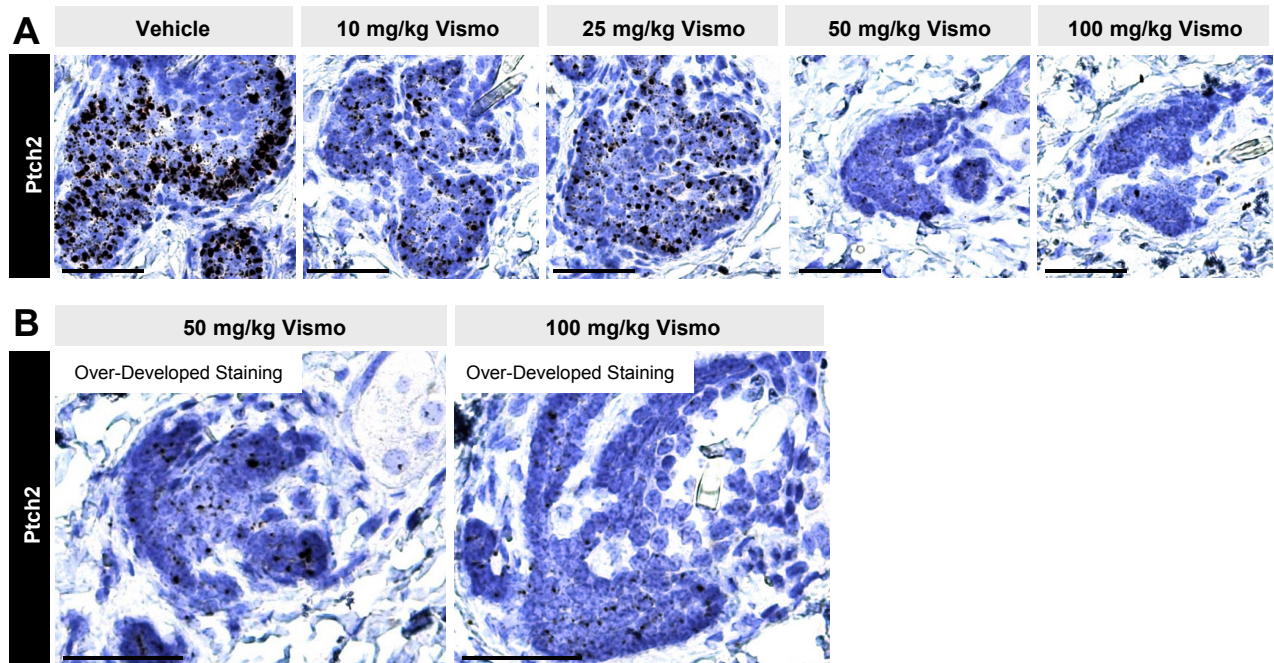 A
Vehicle
10 mg/kg Vismo
25 mg/kg Vismo
50 mg/kg Vismo
100 mg/kg Vismo
Ptch2
B
50 mg/kg Vismo
100 mg/kg Vismo
Ptch2
Over-Developed Staining
Over-Developed Staining